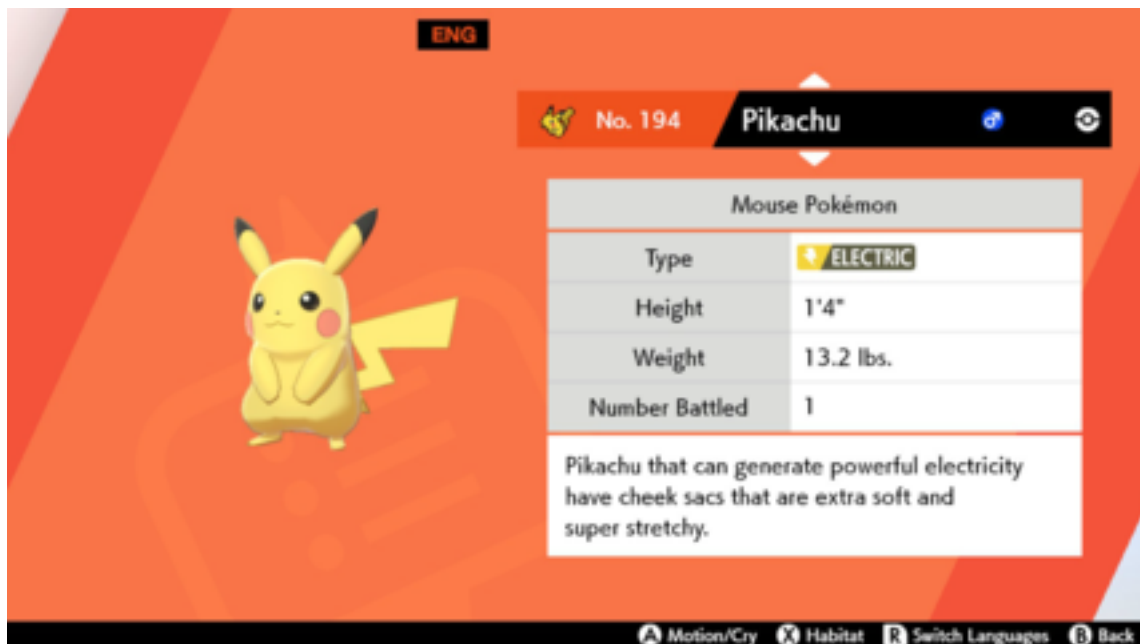 ENG
No. 194 Pikachu ♂
Mouse Pokémon
Type ELECTRIC
Height 1'4"
Weight 13.2 lbs.
Number Battled 1
Pikachu that can generate powerful electricity
have cheek sacs that are extra soft and
super stretchy.
A Motion/Cry X Habitat R Switch Languages B Back